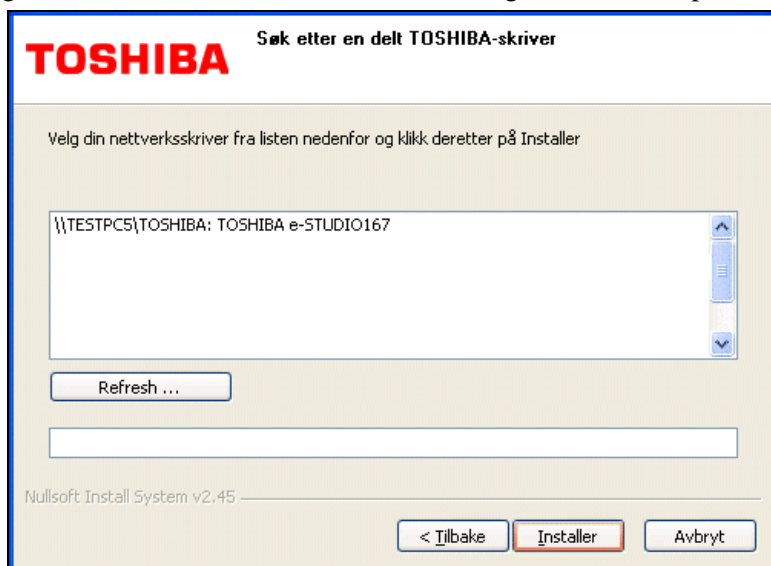 TOSHIBA
Søk etter en delt TOSHIBA-skriver
Velg din nettverksskriver fra listen nedenfor og klikk deretter på Installer
\\TESTPC5\TOSHIBA: TOSHIBA e-STUDIO167
Refresh ...
Nullsoft Install System v2.45
< Tilbake
Installer
Avbryt